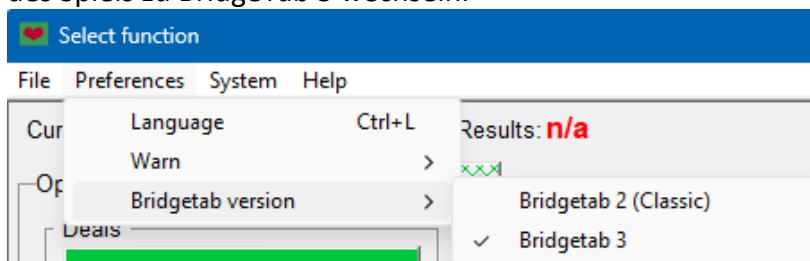 des Spiels zu BridgeTab 3 wechseln.
Select function
File Preferences System Help
Language Ctrl+L
Results: n/a
Warn
Bridgetab version
Bridgetab 2 (Classic)
Deals
Bridgetab 3